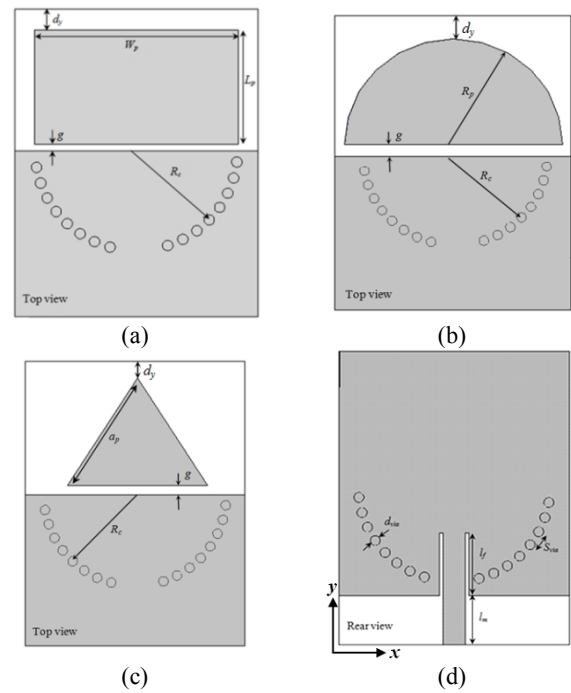 d_y
W_p
L_p
g
R_c
Top view
(a)
d_y
R_p
g
R_c
Top view
(b)
d_y
a_p
g
R_c
Top view
(c)
d_via
l_f
S_via
y
l_m
Rear view
x
(d)